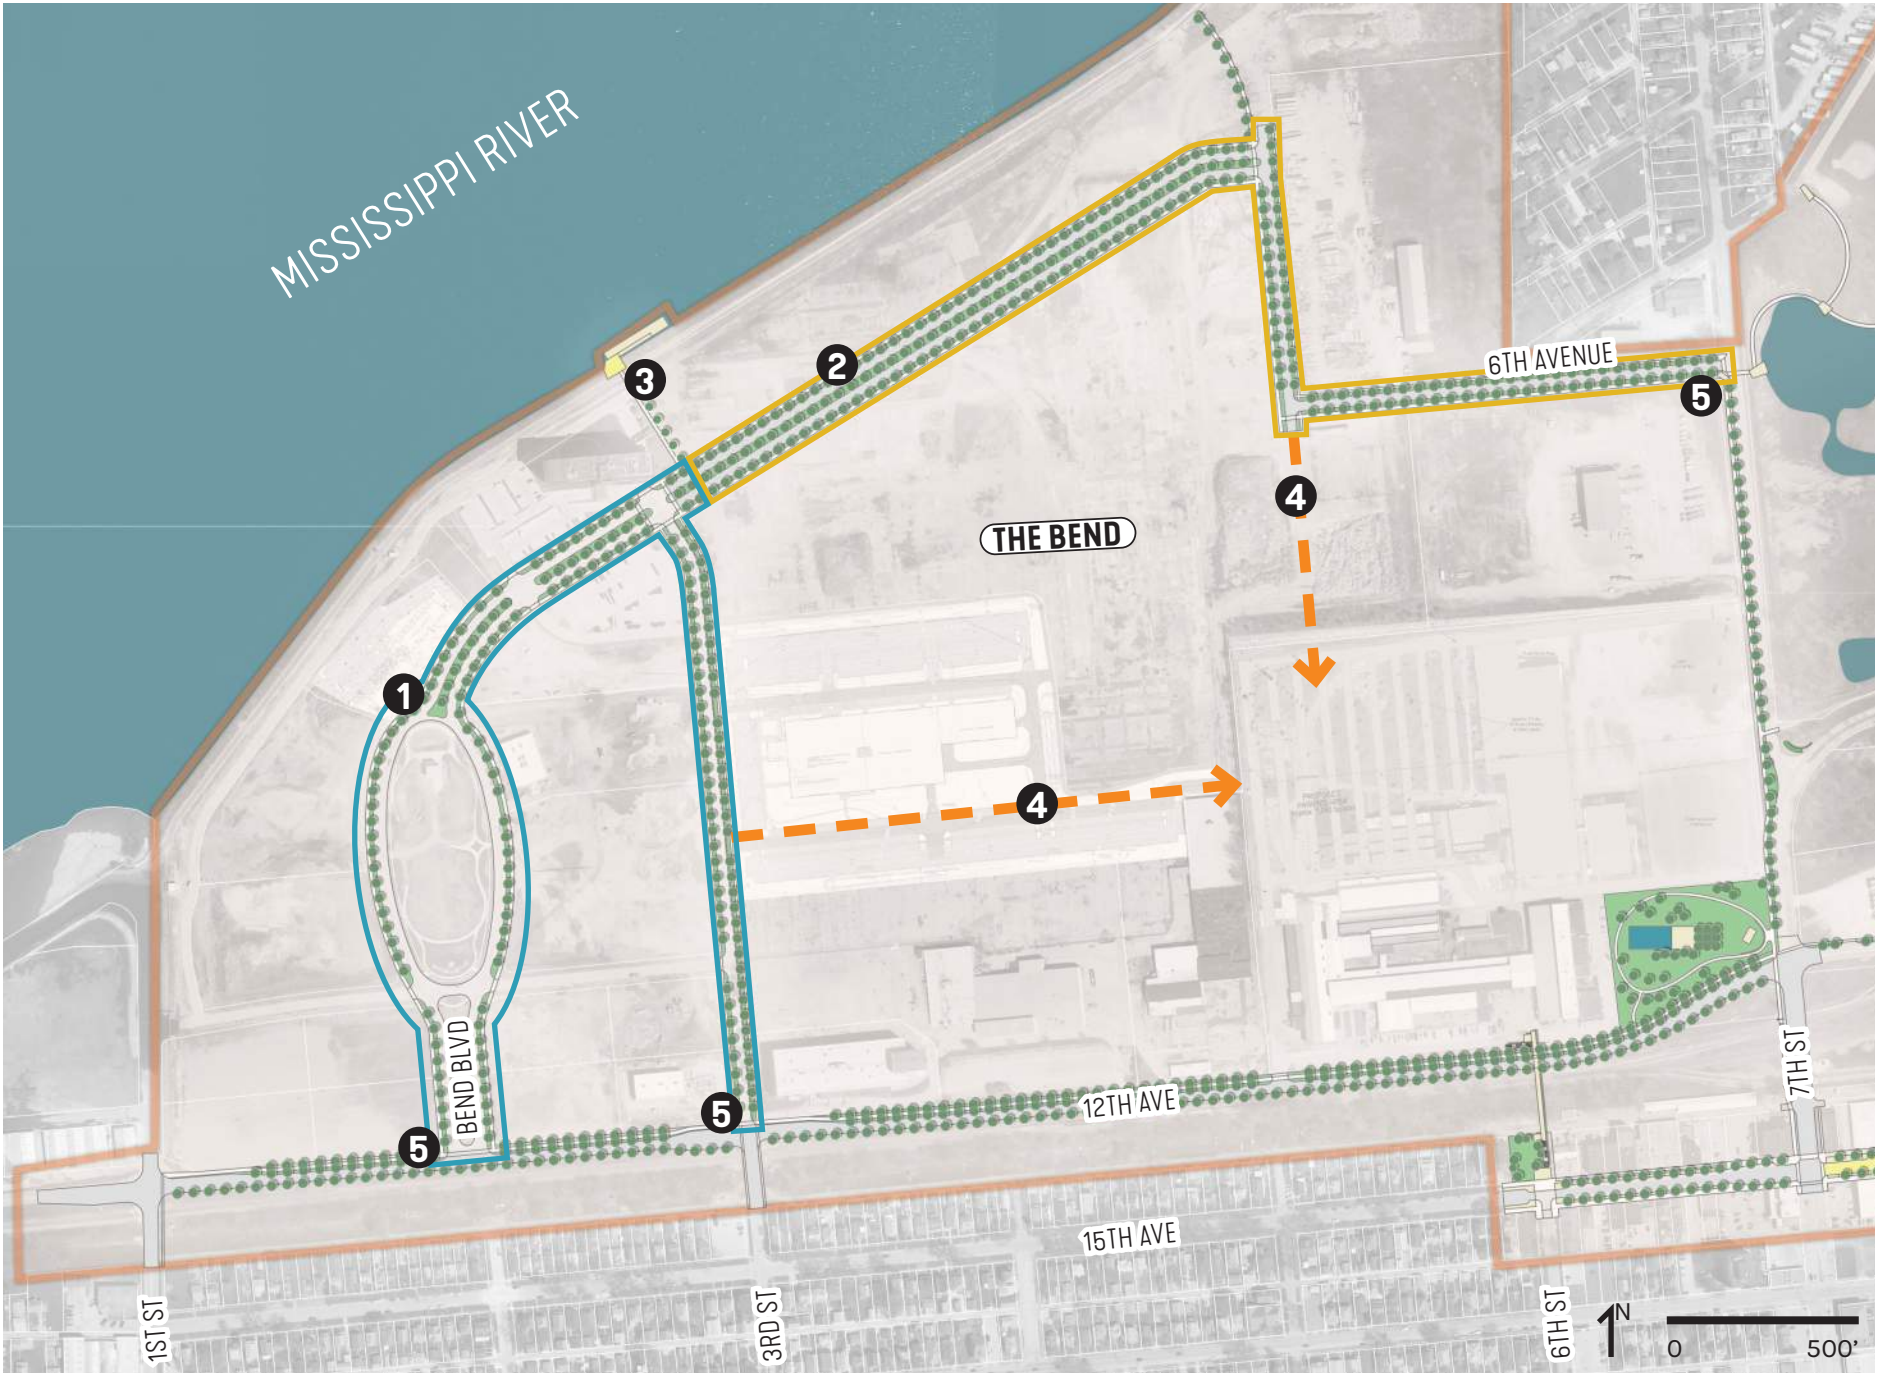 MISSISSIPPI RIVER
3
2
6TH AVENUE
5
4
THE BEND
1
4
BEND BLVD
5
5
12TH AVE
7TH ST
15TH AVE
1ST ST
3RD ST
6TH ST
N
0 500'